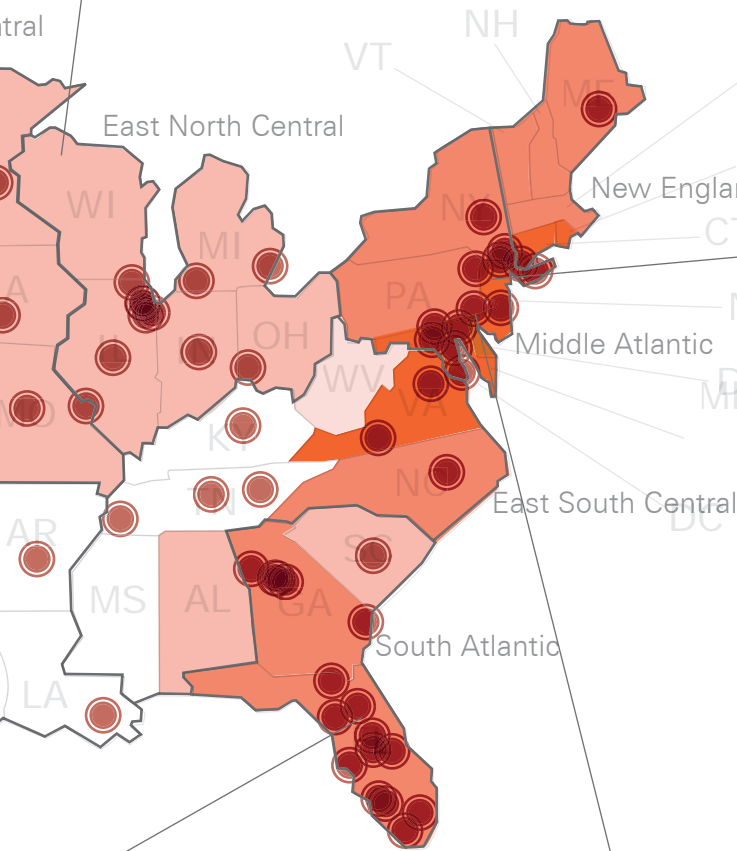 NH
ntral
VT
ME
East North Central
New Englan
WI
NY
CT
MI
A
PA
OH
IL
Middle Atlantic
WV
D
MD
MO
VA
KY
NC
TN
East South Central
AR
DC
SC
MS
AL
GA
South Atlantic
LA